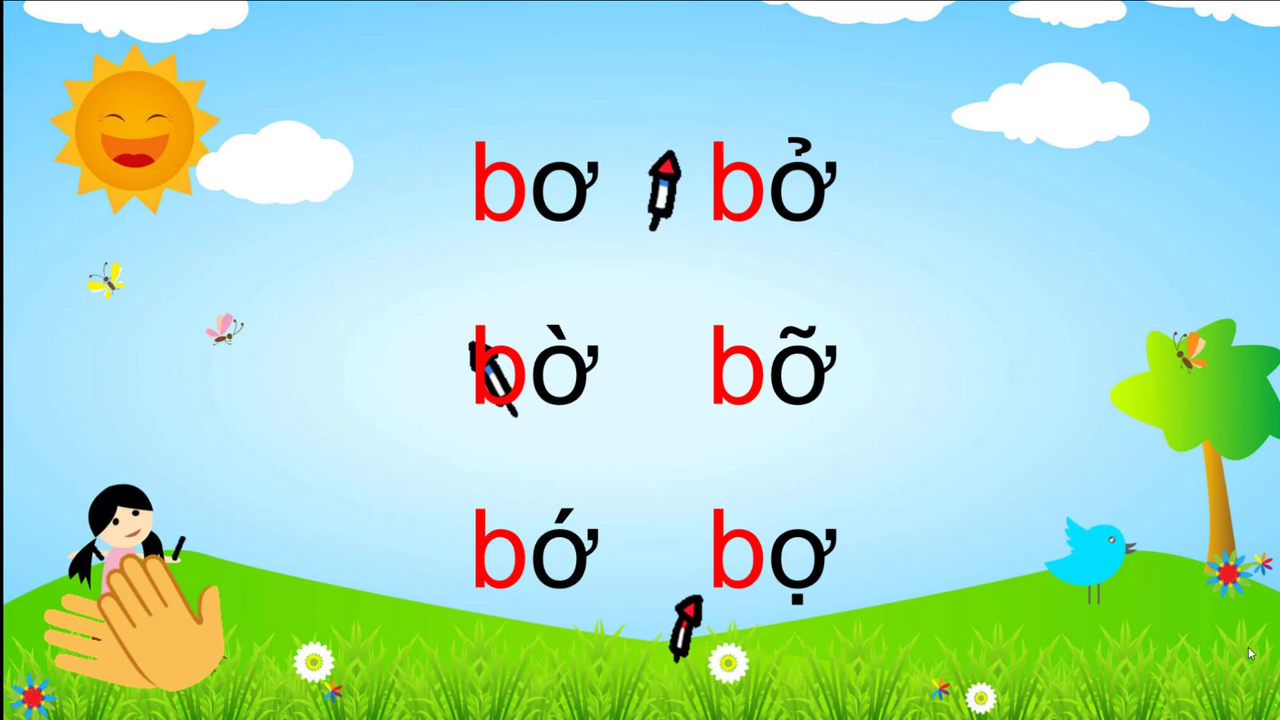 bơ bở
bờ bỡ
bớ bợ